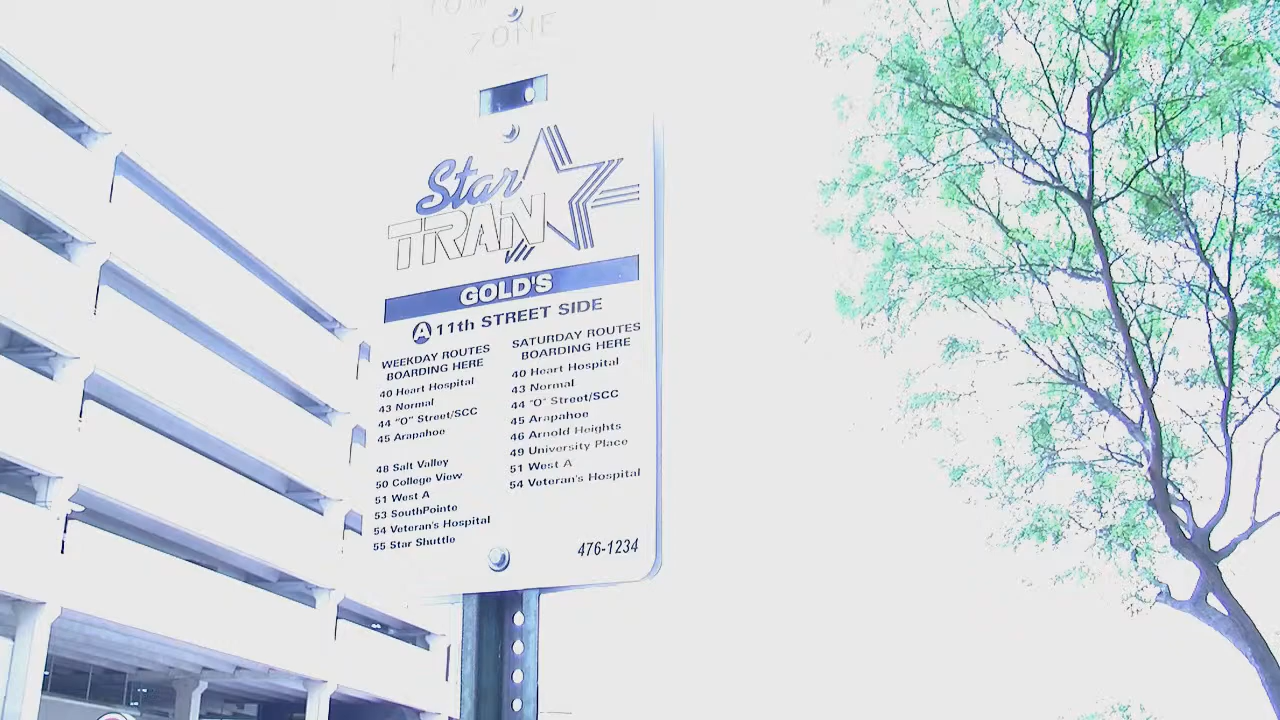 TOW
ZONE
Star
TRAN
GOLD'S
A 11th STREET SIDE
WEEKDAY ROUTES
BOARDING HERE
40 Heart Hospital
43 Normal
44 "O" Street/SCC
45 Arapahoe
48 Salt Valley
50 College View
51 West A
53 SouthPointe
54 Veteran's Hospital
55 Star Shuttle
SATURDAY ROUTES
BOARDING HERE
40 Heart Hospital
43 Normal
44 "O" Street/SCC
45 Arapahoe
46 Arnold Heights
49 University Place
51 West A
54 Veteran's Hospital
476-1234